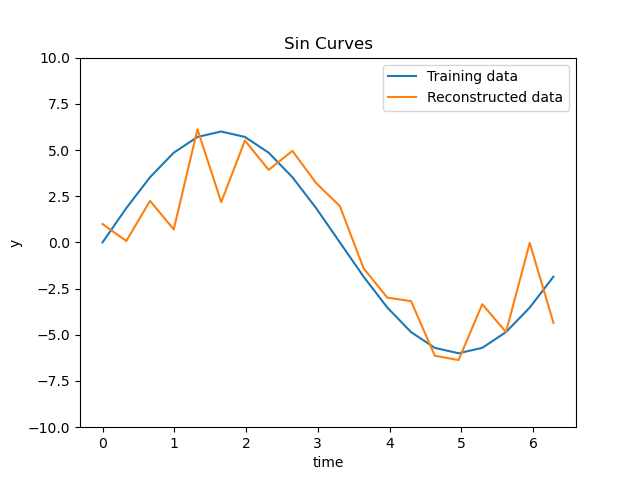 Sin Curves
Training data
Reconstructed data
10.0
7.5
5.0
2.5
0.0
−2.5
−5.0
−7.5
−10.0
y
0 1 2 3 4 5 6
time